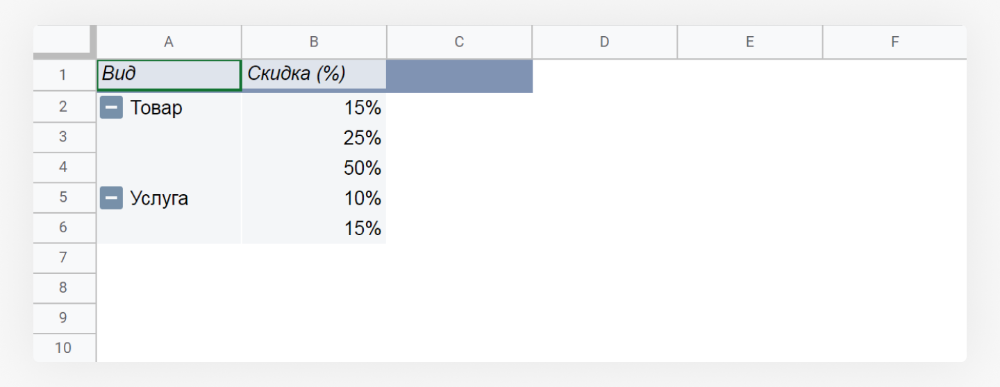 A B C D E F
1 Вид Скидка (%)
2 Товар 15%
3 25%
4 50%
5 Услуга 10%
6 15%
7
8
9
10